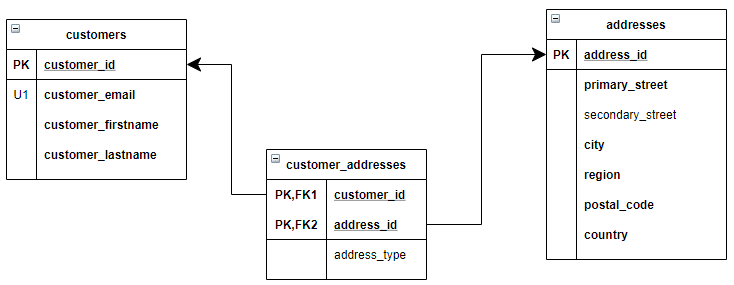 customers
PK customer_id
U1 customer_email
customer_firstname
customer_lastname
customer_addresses
PK,FK1 customer_id
PK,FK2 address_id
address_type
addresses
PK address_id
primary_street
secondary_street
city
region
postal_code
country